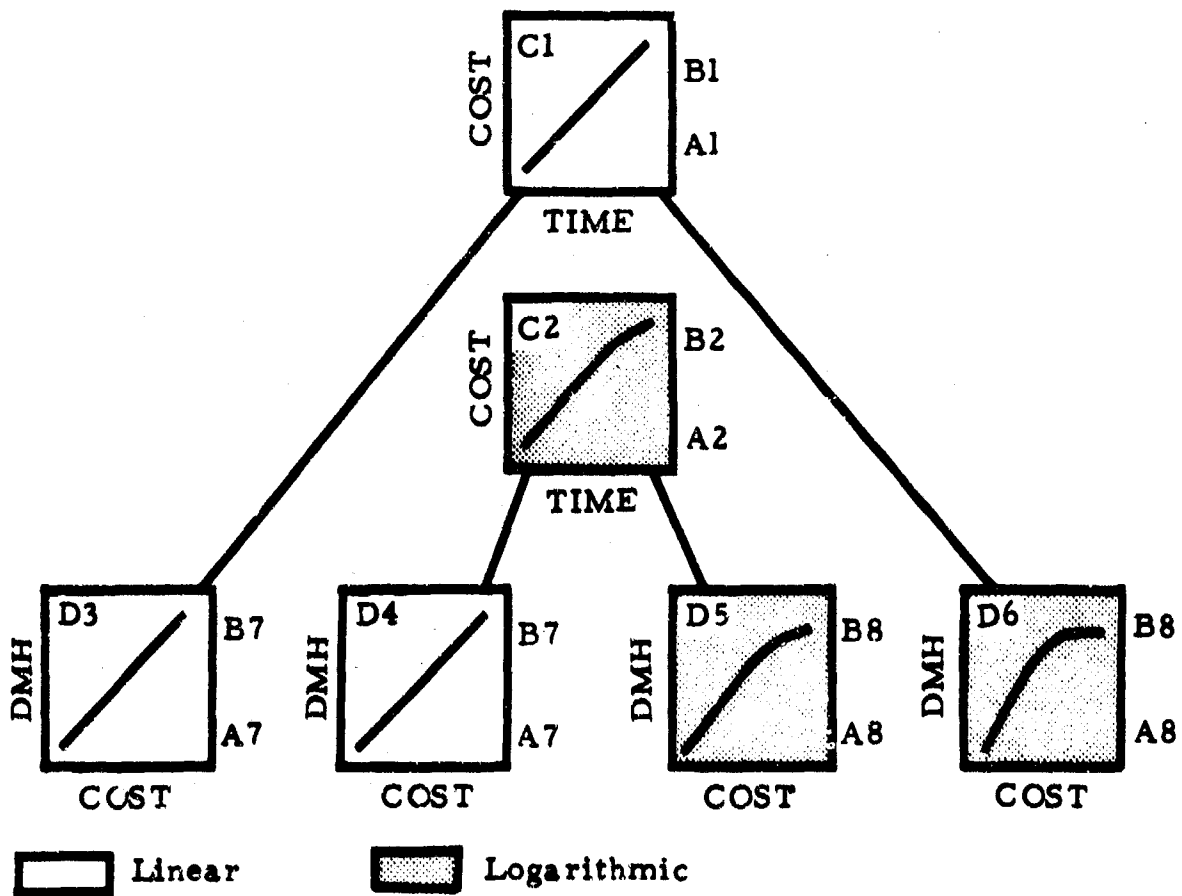 C1
COST
B1
A1
TIME
C2
COST
B2
A2
TIME
D3
DMH
B7
A7
COST
D4
DMH
B7
A7
COST
D5
DMH
B8
A8
COST
D6
DMH
B8
A8
COST
Linear
Logarithmic